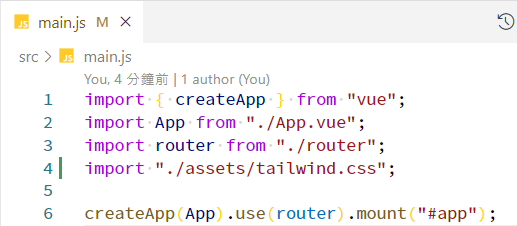 JS main.js M
src > JS main.js
You, 4 分鐘前 | 1 author (You)
1 import { createApp } from "vue";
2 import App from "./App.vue";
3 import router from "./router";
4 import "./assets/tailwind.css";
5
6 createApp(App).use(router).mount("#app");